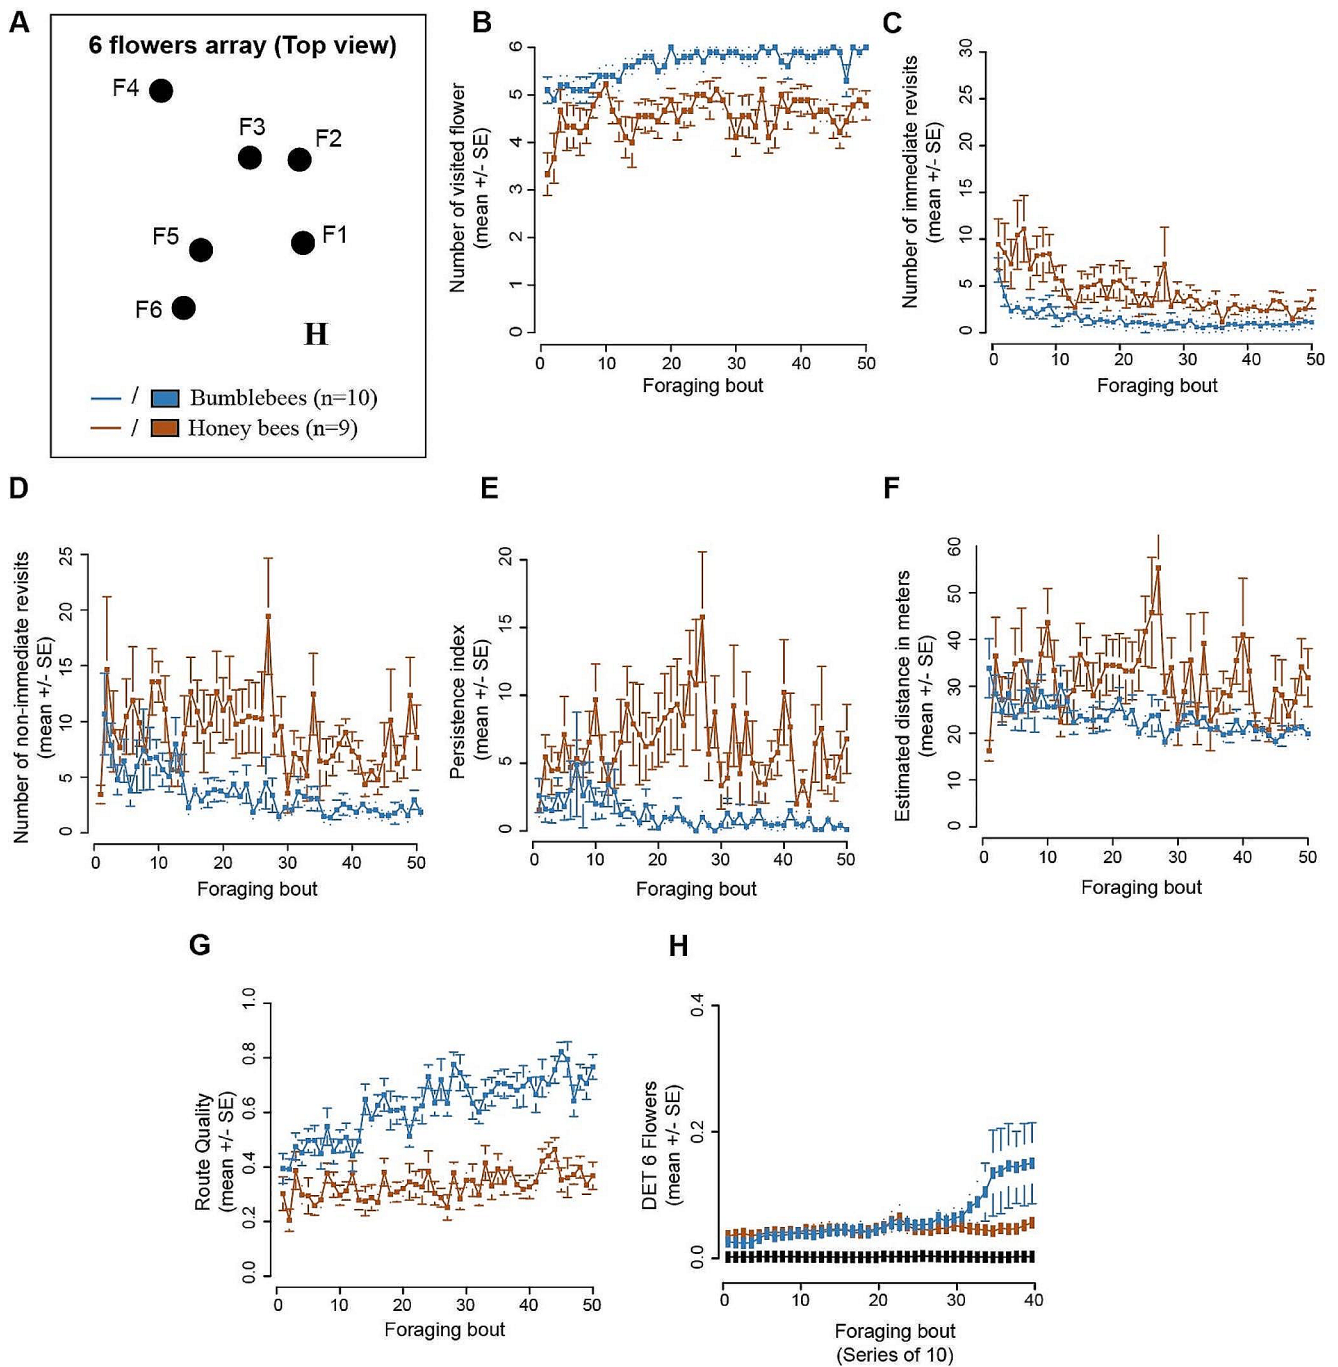 A
6 flowers array (Top view)
F4
F3
F2
F5
F1
F6
H
/ Bumblebees (n=10)
/ Honey bees (n=9)
B
Number of visited flower
(mean +/- SE)
6
5
4
3
2
1
0
0 10 20 30 40 50
Foraging bout
C
Number of immediate revisits
(mean +/- SE)
30
25
20
15
10
5
0
0 10 20 30 40 50
Foraging bout
D
Number of non-immediate revisits
(mean +/- SE)
25
20
15
10
5
0
0 10 20 30 40 50
Foraging bout
E
Persistence index
(mean +/- SE)
20
15
10
5
0
0 10 20 30 40 50
Foraging bout
F
Estimated distance in meters
(mean +/- SE)
60
50
40
30
20
10
0
0 10 20 30 40 50
Foraging bout
G
Route Quality
(mean +/- SE)
1.0
0.8
0.6
0.4
0.2
0.0
0 10 20 30 40 50
Foraging bout
H
DET 6 Flowers
(mean +/- SE)
0.4
0.2
0.0
0 10 20 30 40
Foraging bout
(Series of 10)